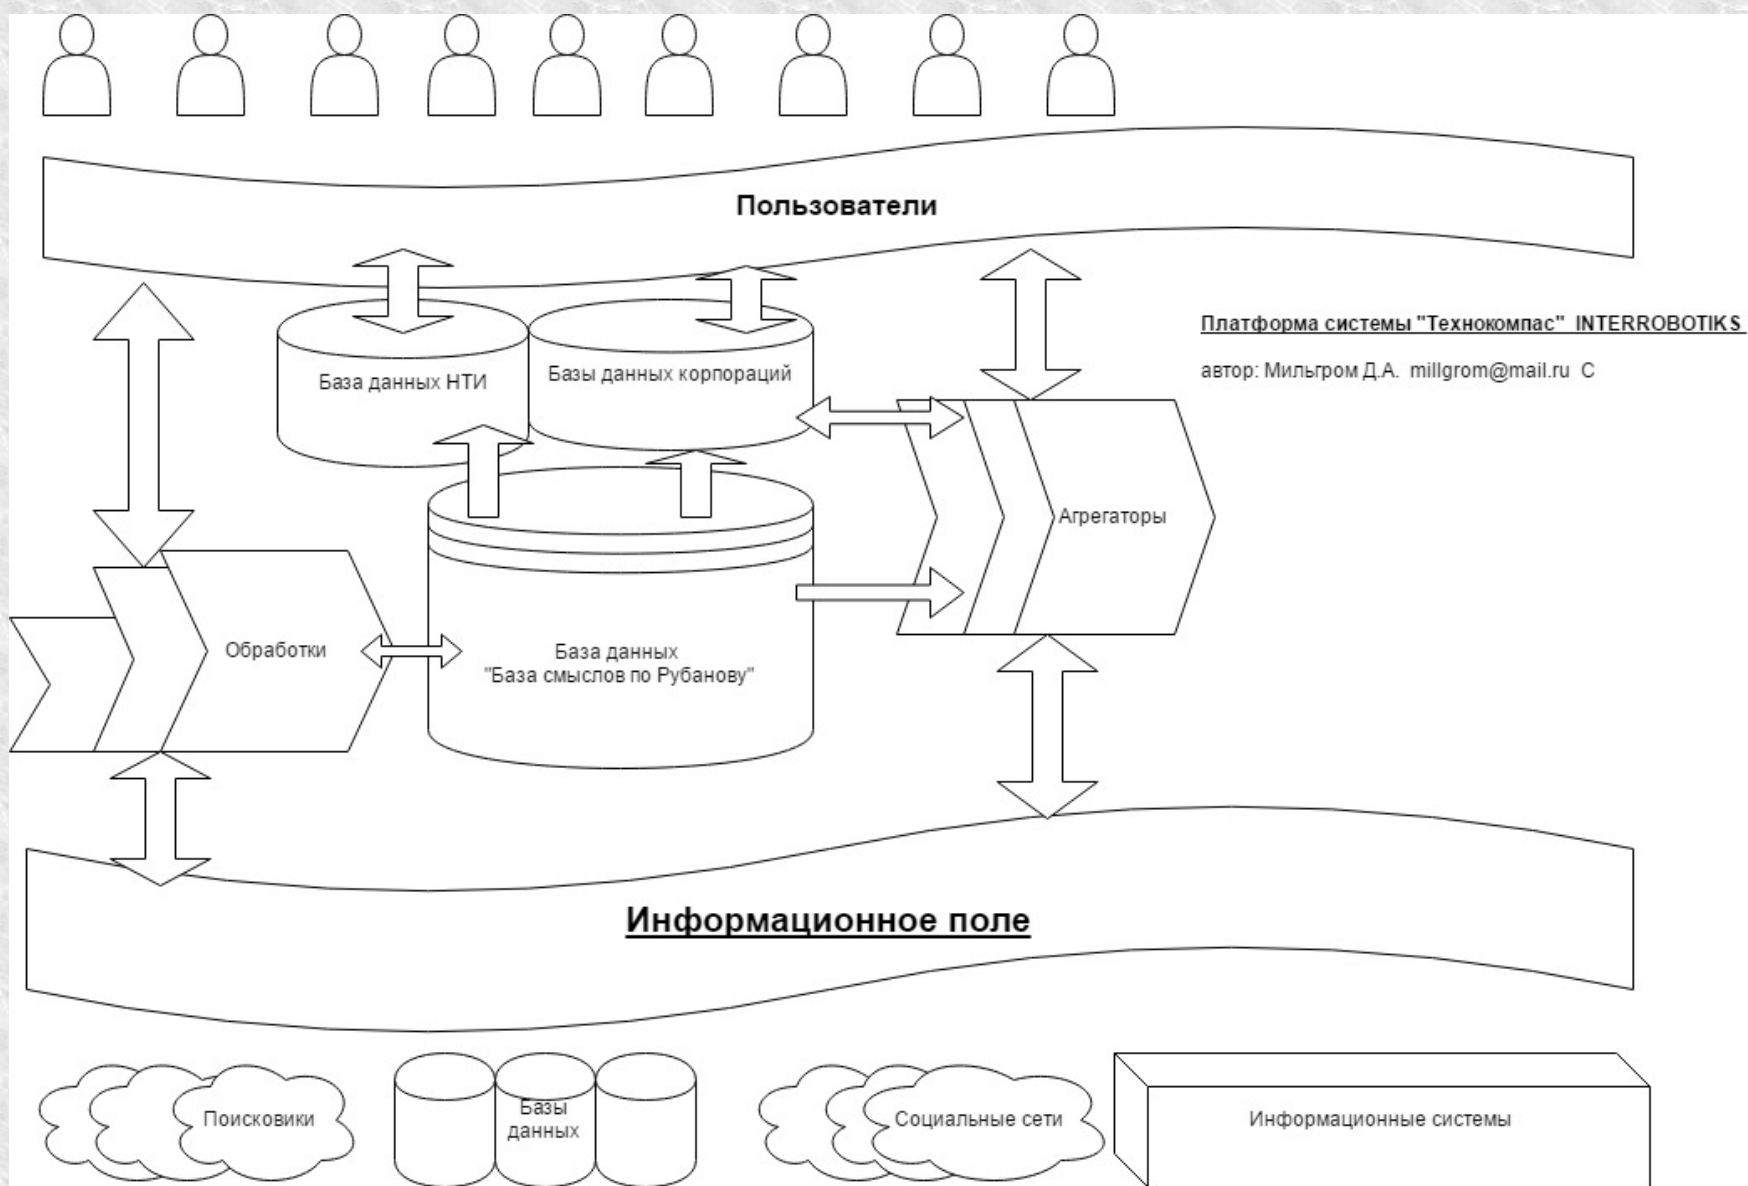 Пользователи
Платформа системы "Технокомпас" INTERROBOTIKS
автор: Мильгром Д.А. millgrom@mail.ru С
База данных НТИ
Базы данных корпораций
Агрегаторы
Обработки
База данных
"База смыслов по Рубанову"
Информационное поле
Поисковики
Базы
данных
Социальные сети
Информационные системы